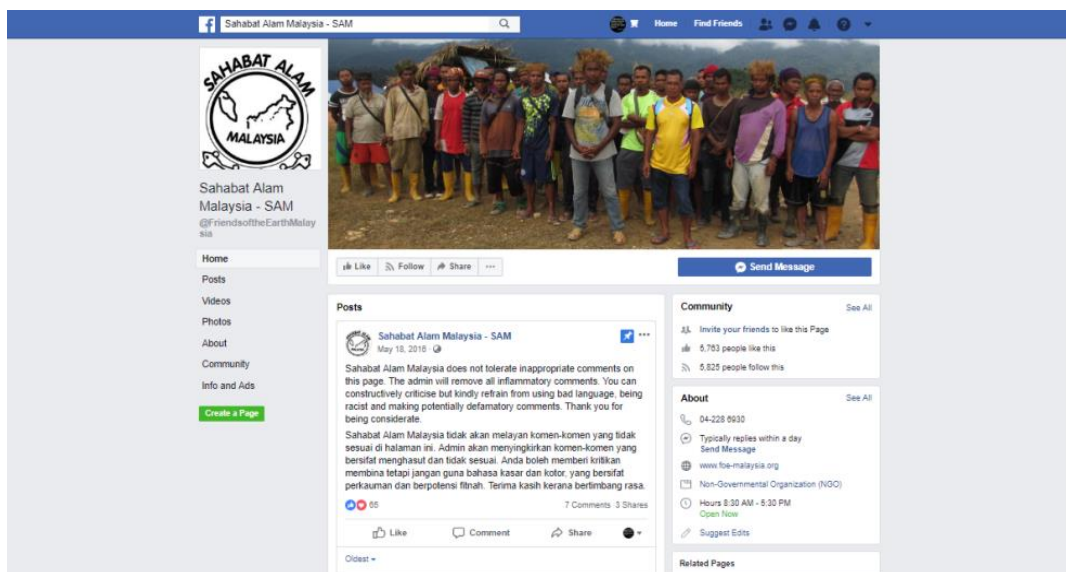 Sahabat Alam Malaysia - SAM
Home
Find Friends
SAHABAT ALAM
MALAYSIA
Sahabat Alam
Malaysia - SAM
@FriendsoftheEarthMalay
sia
Home
Posts
Videos
Photos
About
Community
Info and Ads
Create a Page
Like
Follow
Share
Send Message
Posts
Sahabat Alam Malaysia - SAM
May 18, 2016
Sahabat Alam Malaysia does not tolerate inappropriate comments on
this page. The admin will remove all inflammatory comments. You can
constructively criticise but kindly refrain from using bad language, being
racist and making potentially defamatory comments. Thank you for
being considerate.
Sahabat Alam Malaysia tidak akan melayan komen-komen yang tidak
sesuai di halaman ini. Admin akan menyingkirkan komen-komen yang
bersifat menghasut dan tidak sesuai. Anda boleh memberi kritikan
membina tetapi jangan guna bahasa kasar dan kotor, yang bersifat
perkauman dan berpotensi fitnah. Terima kasih kerana bertimbang rasa.
65
7 Comments 3 Shares
Like
Comment
Share
Oldest
Community
See All
Invite your friends to like this Page
5,763 people like this
5,825 people follow this
About
See All
04-228 6930
Typically replies within a day
Send Message
www.foe-malaysia.org
Non-Governmental Organization (NGO)
Hours 8:30 AM - 5:30 PM
Open Now
Suggest Edits
Related Pages